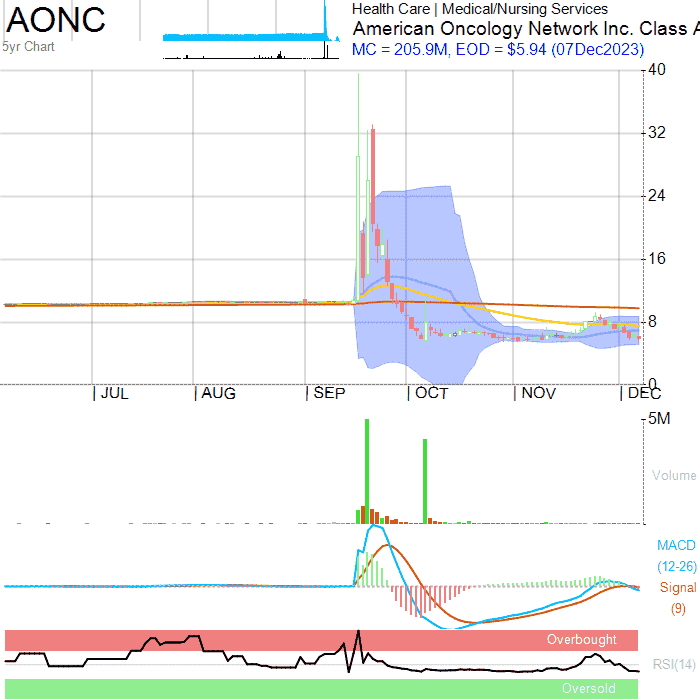 AONC
5yr Chart
Health Care | Medical/Nursing Services
American Oncology Network Inc. Class A
MC = 205.9M, EOD = $5.94 (07Dec2023)
40
32
24
16
8
0
JUL
AUG
SEP
OCT
NOV
DEC
5M
Volume
MACD
(12-26)
Signal
(9)
Overbought
RSI(14)
Oversold